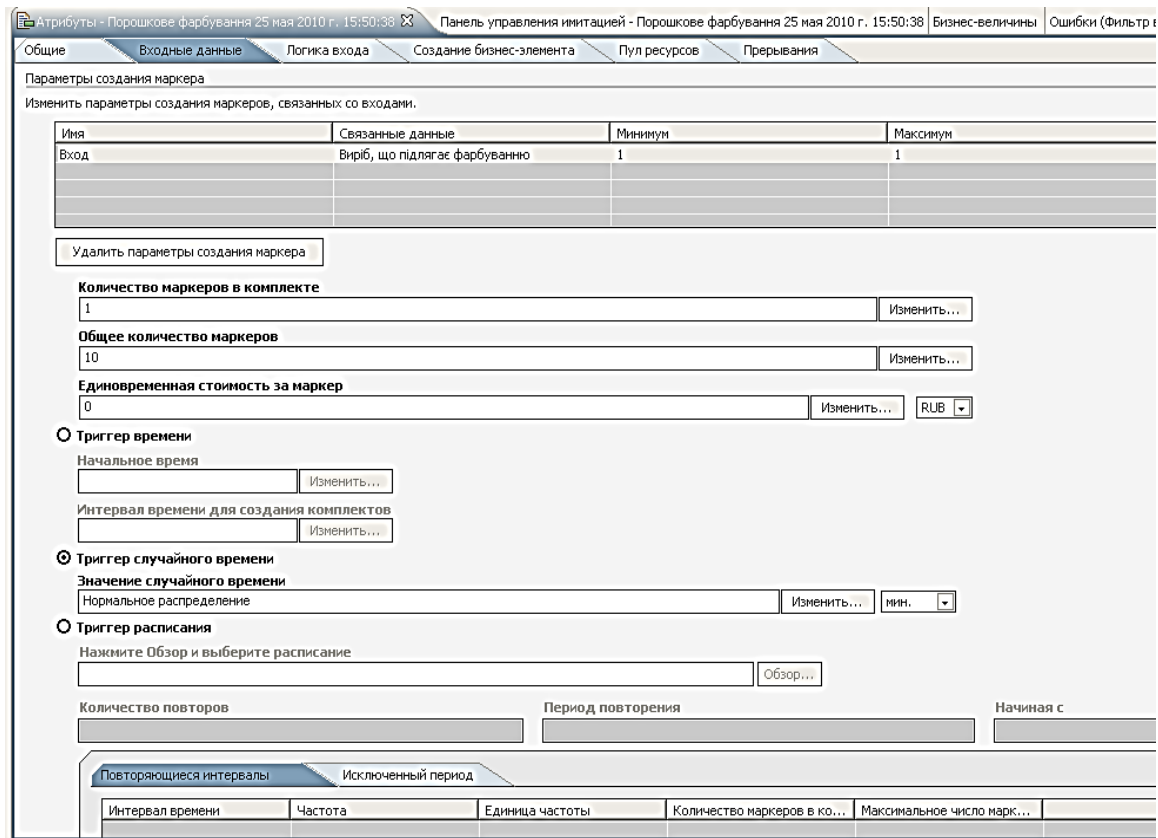 Атрибуты - Порошкове фарбування 25 мая 2010 г. 15:50:38 Панель управления имитацией - Порошкове фарбування 25 мая 2010 г. 15:50:38 Бизнес-величины Ошибки (Фильтр в
Общие Входные данные Логика входа Создание бизнес-элемента Пул ресурсов Прерывания
Параметры создания маркера
Изменить параметры создания маркеров, связанных со входами.
Имя Связанные данные Минимум Максимум
Вход Виріб, що підлягає фарбуванню 1 1
Удалить параметры создания маркера
Количество маркеров в комплекте
1 Изменить...
Общее количество маркеров
10 Изменить...
Единовременная стоимость за маркер
0 Изменить... RUB
Триггер времени
Начальное время
Изменить...
Интервал времени для создания комплектов
Изменить...
Триггер случайного времени
Значение случайного времени
Нормальное распределение Изменить... мин.
Триггер расписания
Нажмите Обзор и выберите расписание
Обзор...
Количество повторов Период повторения Начиная с
Повторяющиеся интервалы Исключенный период
Интервал времени Частота Единица частоты Количество маркеров в ко... Максимальное число марк...